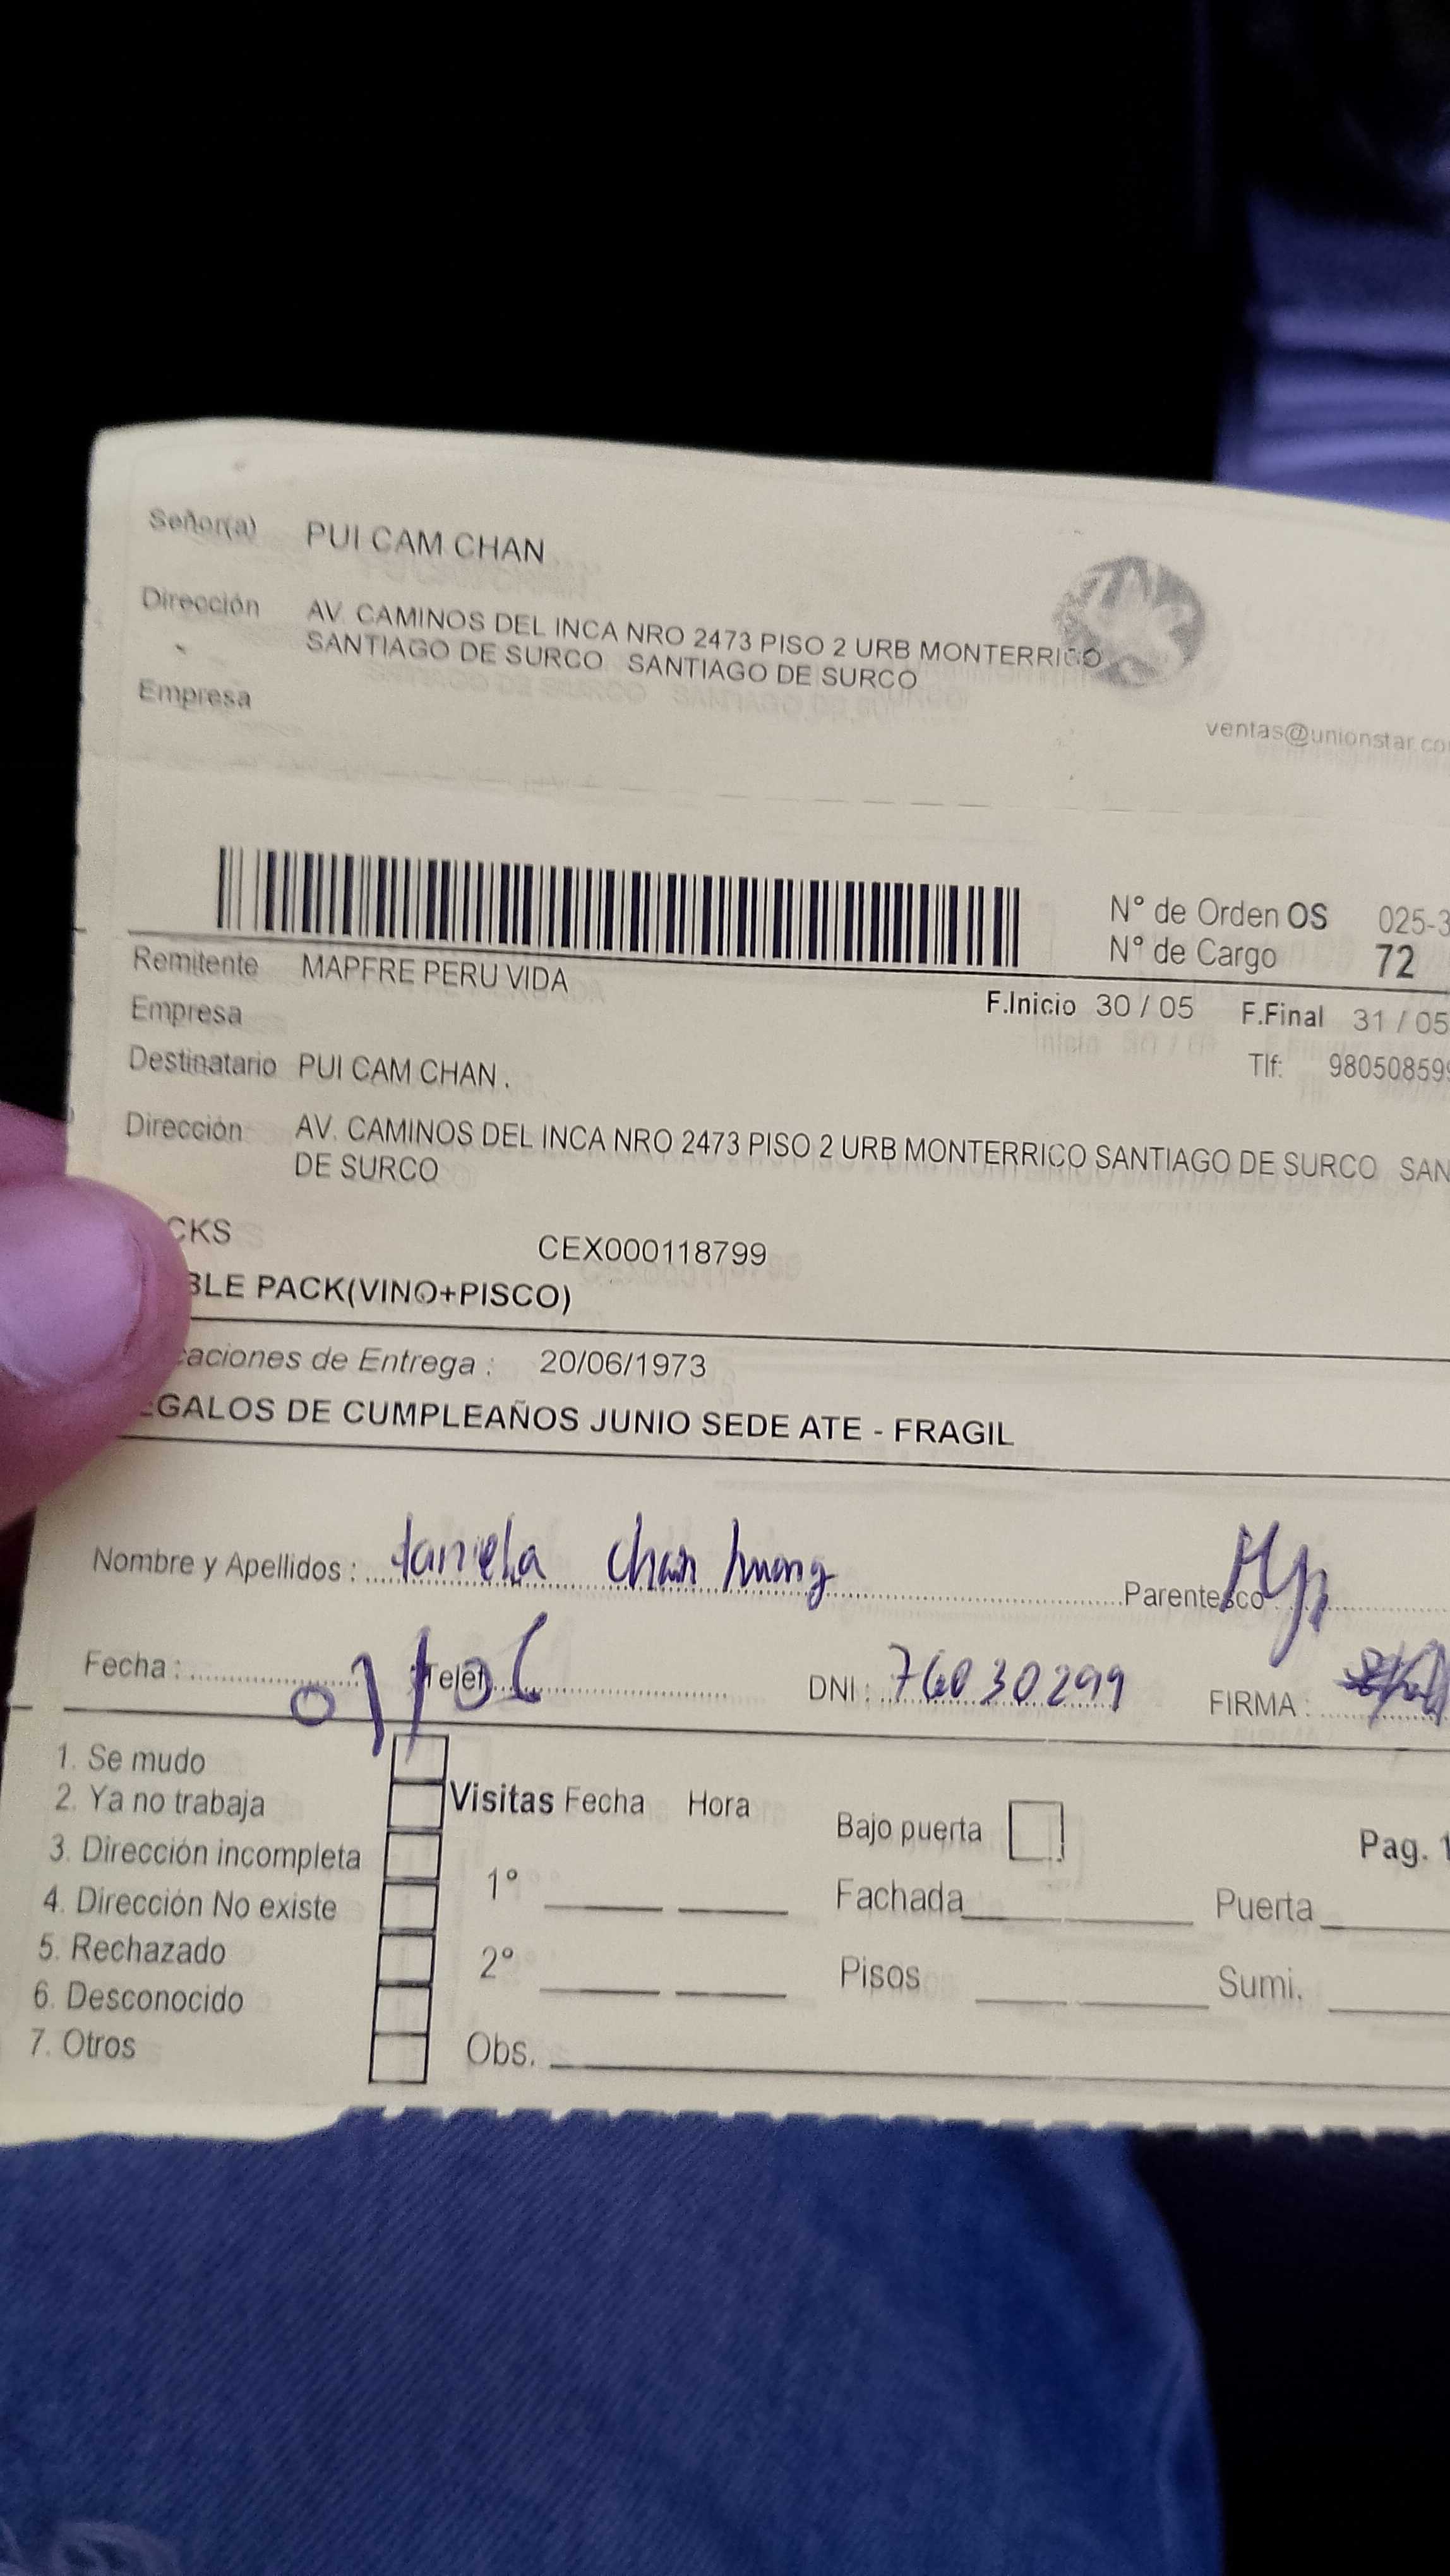 Señor(a) PUI CAM CHAN
Dirección AV. CAMINOS DEL INCA NRO 2473 PISO 2 URB MONTERRICO
SANTIAGO DE SURCO SANTIAGO DE SURCO
Empresa
ventas@unionstar.co
N° de Orden OS 025-3
N° de Cargo 72
Remitente MAPFRE PERU VIDA
F.Inicio 30 / 05 F.Final 31 / 05
Empresa
Destinatario PUI CAM CHAN .
Tlf: 980508599
Dirección AV. CAMINOS DEL INCA NRO 2473 PISO 2 URB MONTERRICO SANTIAGO DE SURCO SAN
DE SURCO
CKS CEX000118799
BLE PACK(VINO+PISCO)
caciones de Entrega : 20/06/1973
EGALOS DE CUMPLEAÑOS JUNIO SEDE ATE - FRAGIL
Nombre y Apellidos : daniela chan Parentesco
Fecha : 01/06 Telef. DNI : 76030299 FIRMA :
1. Se mudo
2. Ya no trabaja
3. Dirección incompleta
4. Dirección No existe
5. Rechazado
6. Desconocido
7. Otros
Visitas Fecha Hora
1°
2°
Obs.
Bajo puerta
Pag. 1
Fachada Puerta
Pisos Sumi.